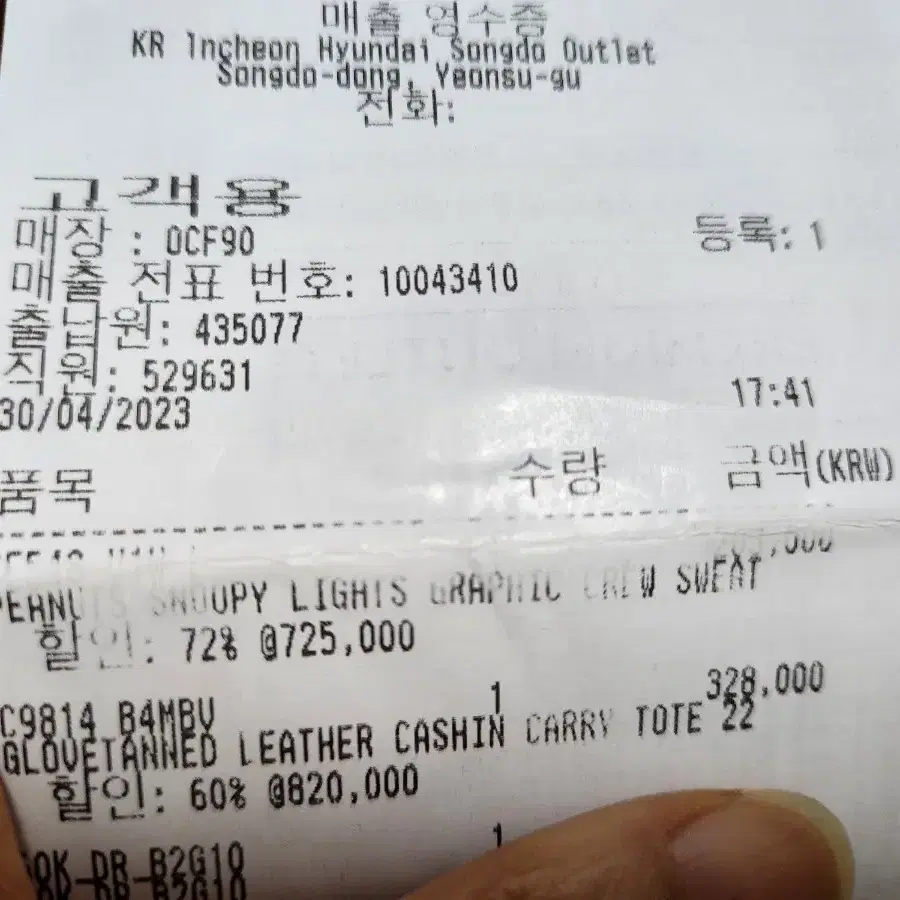 매출 영수증
KR Incheon Hyundai Songdo Outlet
Songdo-dong, Yeonsu-gu
전화:
고객용
매장 : OCF90 등록: 1
매출 전표 번호: 10043410
출납원: 435077
직원: 529631
30/04/2023 17:41
품목 수량 금액(KRW)
PEANUTS SNOUPY LIGHTS GRAPHIC CREW SWEAT
할인: 72% @725,000
C9814 B4MBV 1 328,000
GLOVETANNED LEATHER CASHIN CARRY TOTE 22
할인: 60% @820,000
1